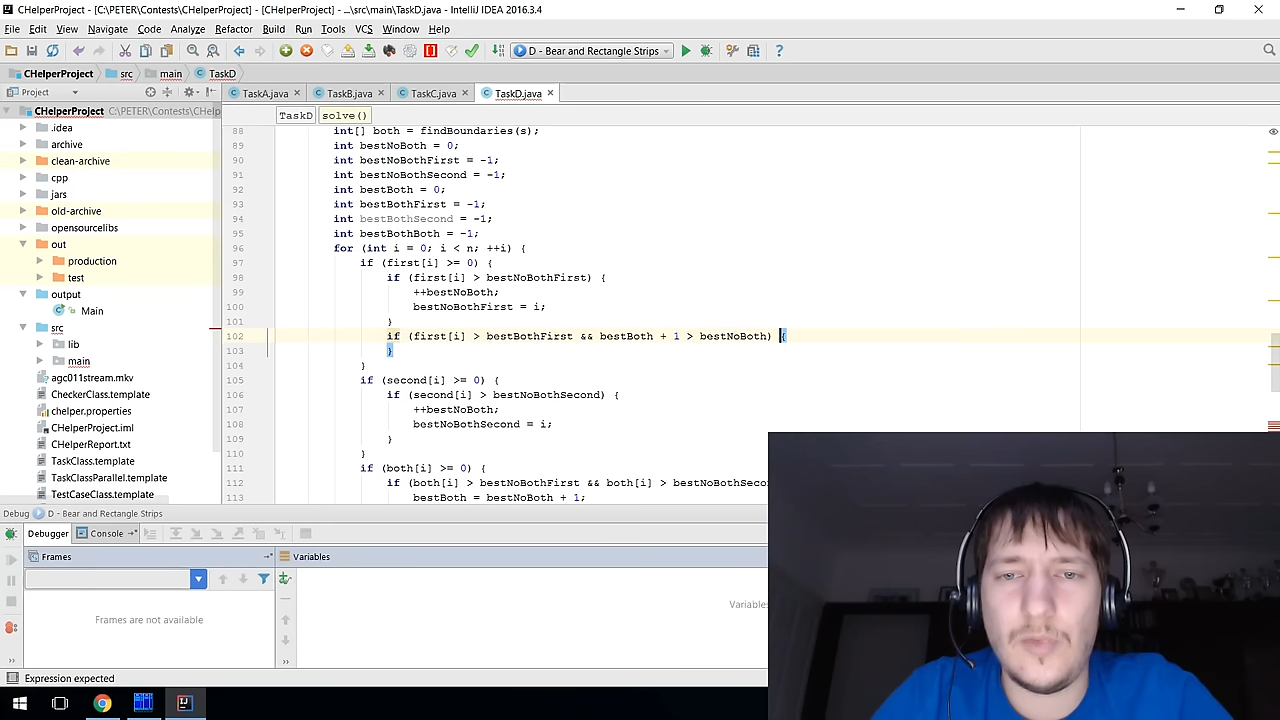 CHelperProject - [C:\PETER\Contests\CHelperProject] - [CHelperProject] - ...\src\main\TaskD.java - IntelliJ IDEA 2016.3.4
File Edit View Navigate Code Analyze Refactor Build Run Tools VCS Window Help
D - Bear and Rectangle Strips
CHelperProject src main TaskD
Project
TaskA.java TaskB.java TaskC.java TaskD.java
CHelperProject C:\PETER\Contests\CHelp
TaskD solve()
.idea
archive
clean-archive
cpp
jars
old-archive
opensourcelibs
out
production
test
output
Main
src
lib
main
agc011stream.mkv
CheckerClass.template
chelper.properties
CHelperProject.iml
CHelperReport.txt
TaskClass.template
TaskClassParallel.template
TestCaseClass.template
88 int[] both = findBoundaries(s);
89 int bestNoBoth = 0;
90 int bestNoBothFirst = -1;
91 int bestNoBothSecond = -1;
92 int bestBoth = 0;
93 int bestBothFirst = -1;
94 int bestBothSecond = -1;
95 int bestBothBoth = -1;
96 for (int i = 0; i < n; ++i) {
97 if (first[i] >= 0) {
98 if (first[i] > bestNoBothFirst) {
99 ++bestNoBoth;
100 bestNoBothFirst = i;
101 }
102 if (first[i] > bestBothFirst && bestBoth + 1 > bestNoBoth) {
103 }
104 }
105 if (second[i] >= 0) {
106 if (second[i] > bestNoBothSecond) {
107 ++bestNoBoth;
108 bestNoBothSecond = i;
109 }
110 }
111 if (both[i] >= 0) {
112 if (both[i] > bestNoBothFirst && both[i] > bestNoBothSecon
113 bestBoth = bestNoBoth + 1;
Debug D - Bear and Rectangle Strips
Debugger Console
Frames Variables
Frames are not available
Variables
Expression expected